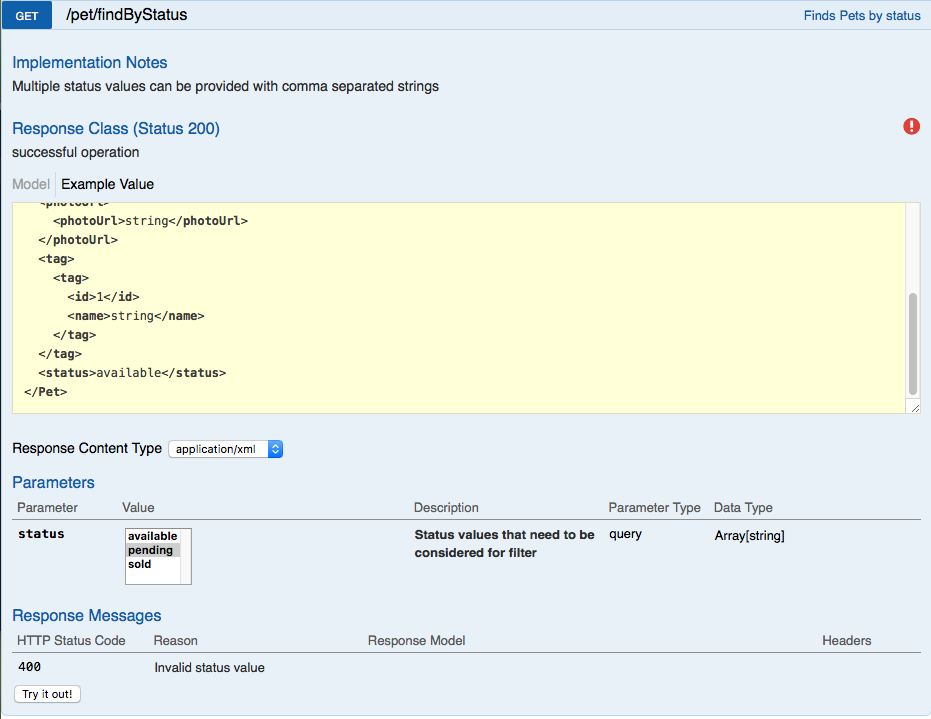 GET /pet/findByStatus Finds Pets by status
Implementation Notes
Multiple status values can be provided with comma separated strings
Response Class (Status 200)
successful operation
Model Example Value
<photoUrl>
<photoUrl>string</photoUrl>
</photoUrl>
<tag>
<tag>
<id>1</id>
<name>string</name>
</tag>
</tag>
<status>available</status>
</Pet>
Response Content Type application/xml
Parameters
Parameter Value Description Parameter Type Data Type
status available Status values that need to be query Array[string]
pending considered for filter
sold
Response Messages
HTTP Status Code Reason Response Model Headers
400 Invalid status value
Try it out!